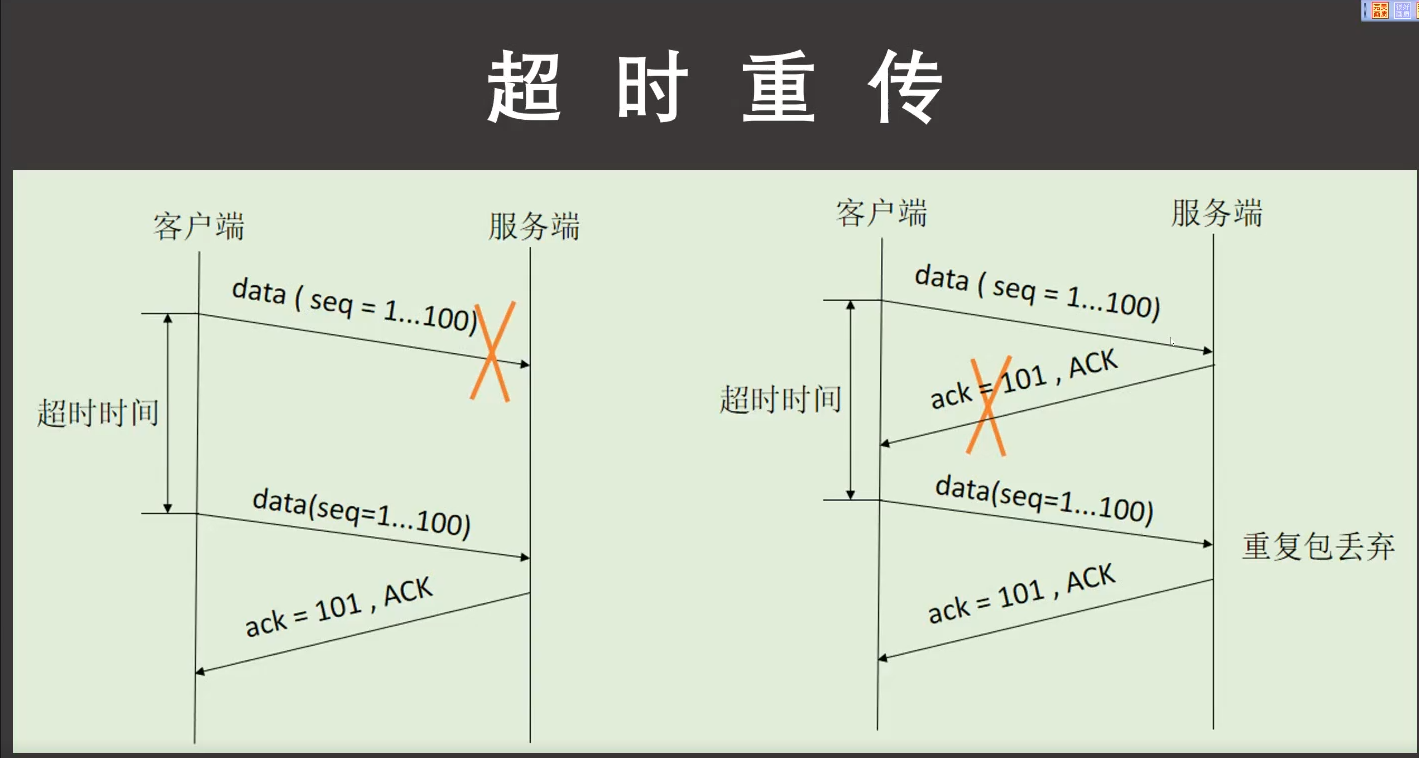 超时重传
客户端
服务端
data ( seq = 1...100)
超时时间
data(seq=1...100)
ack = 101 , ACK
客户端
服务端
data ( seq = 1...100)
ack = 101 , ACK
超时时间
data(seq=1...100)
重复包丢弃
ack = 101 , ACK